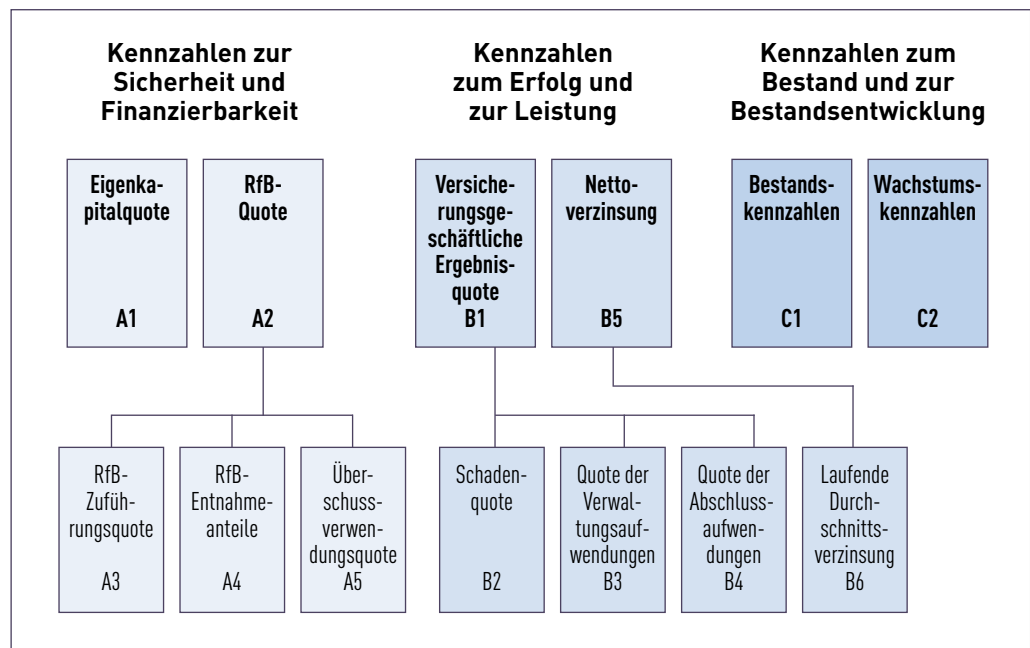 Kennzahlen zur
Sicherheit und
Finanzierbarkeit
Kennzahlen
zum Erfolg und
zur Leistung
Kennzahlen zum
Bestand und zur
Bestandsentwicklung
Eigenka-
pitalquote
A1
RfB-
Quote
A2
Versiche-
rungsge-
schäftliche
Ergebnis-
quote
B1
Netto-
verzinsung
B5
Bestands-
kennzahlen
C1
Wachstums-
kennzahlen
C2
RfB-
Zufüh-
rungsquote
A3
RfB-
Entnahme-
anteile
A4
Über-
schuss-
verwen-
dungsquote
A5
Schaden-
quote
B2
Quote der
Verwal-
tungsauf-
wendungen
B3
Quote der
Abschluss-
aufwen-
dungen
B4
Laufende
Durch-
schnitts-
verzinsung
B6